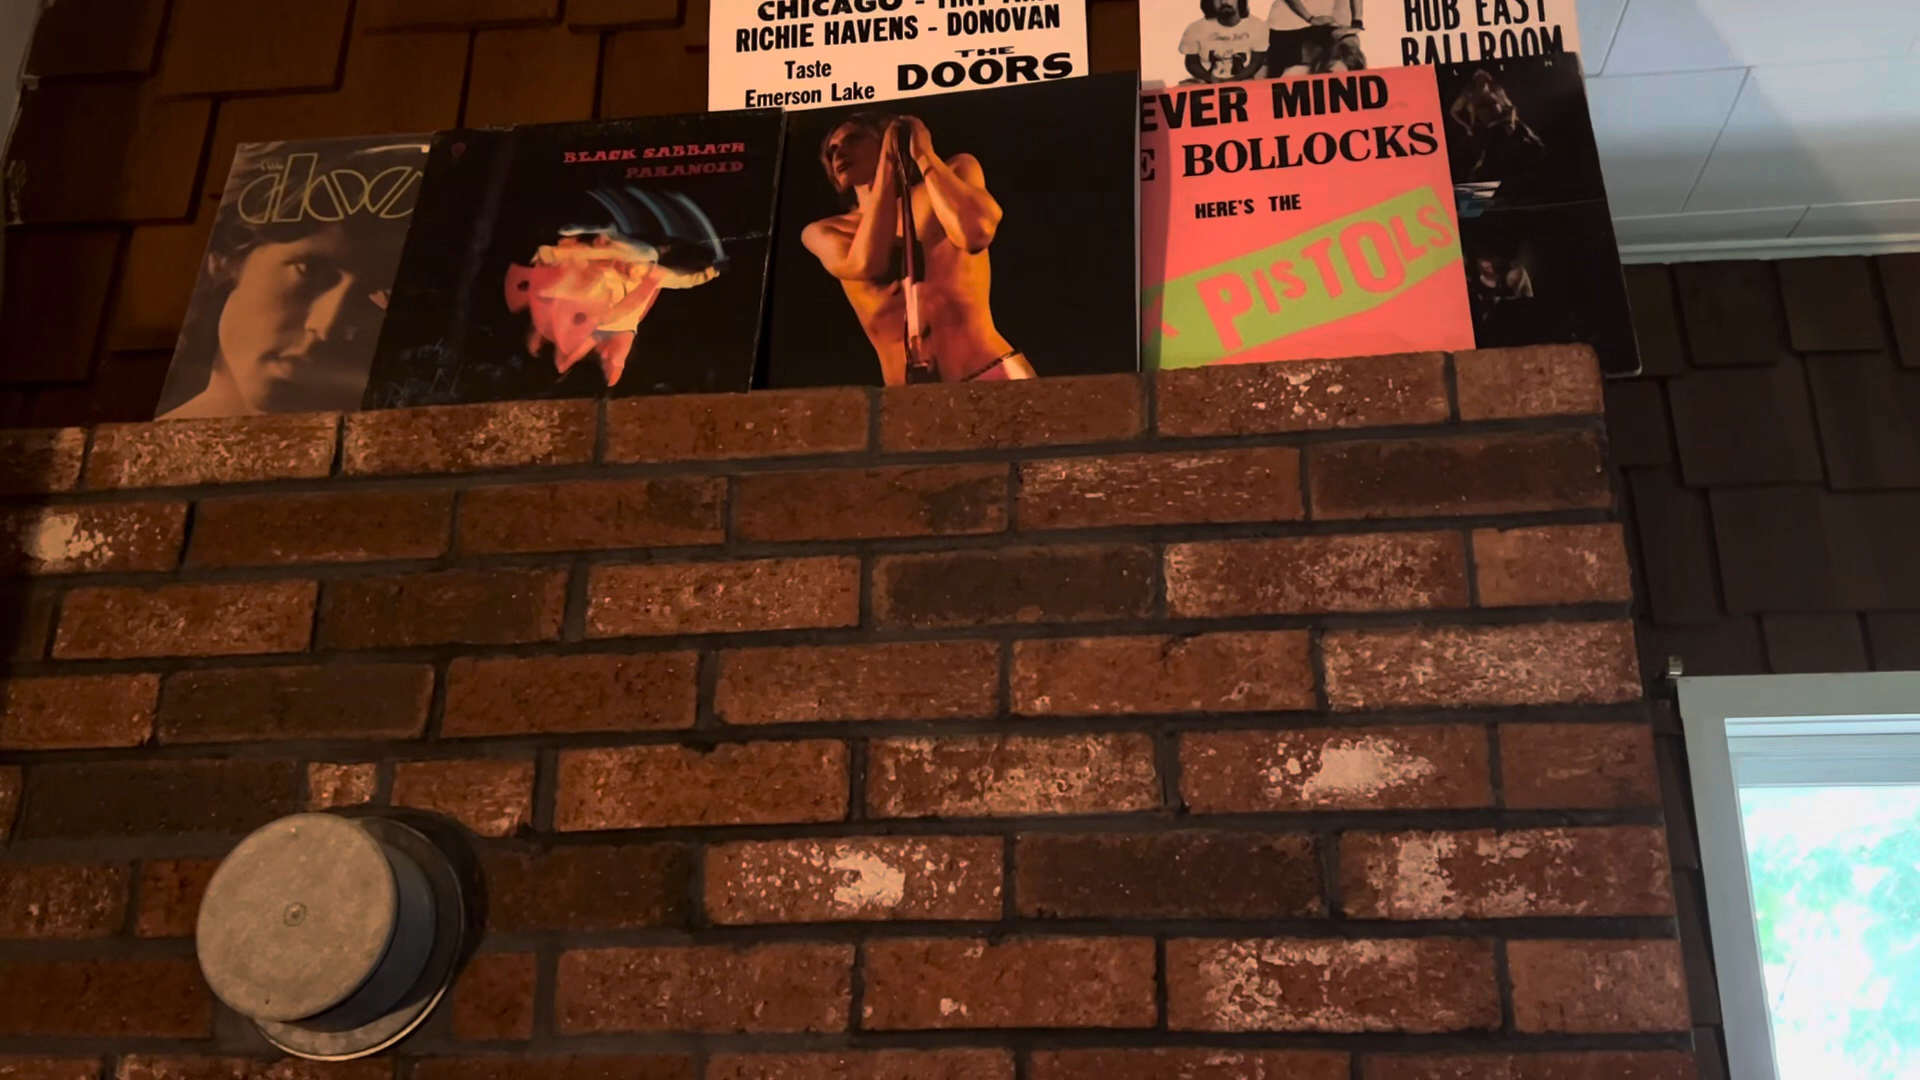 RICHIE HAVENS - DONOVAN
Taste
THE
DOORS
Emerson Lake
HUB EAST
BALLROOM
THE
BLACK SABBATH
PARANOID
EVER MIND
E BOLLOCKS
HERE'S THE
PISTOLS
CHICAGO